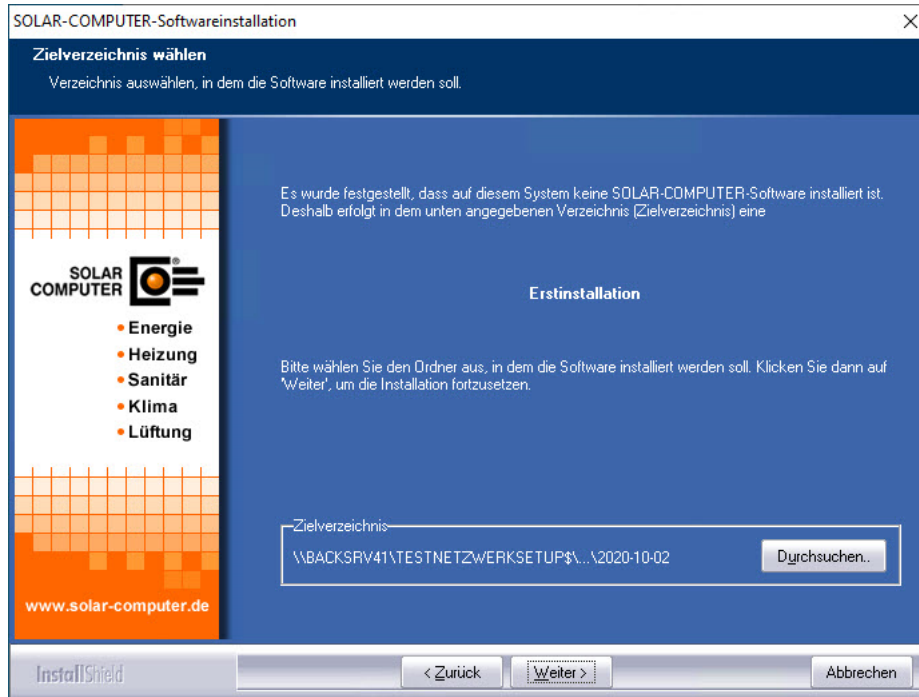 SOLAR-COMPUTER-Softwareinstallation
Zielverzeichnis wählen
Verzeichnis auswählen, in dem die Software installiert werden soll.
Es wurde festgestellt, dass auf diesem System keine SOLAR-COMPUTER-Software installiert ist.
Deshalb erfolgt in dem unten angegebenen Verzeichnis (Zielverzeichnis) eine
SOLAR
COMPUTER
®
Erstinstallation
• Energie
• Heizung
• Sanitär
• Klima
• Lüftung
Bitte wählen Sie den Ordner aus, in dem die Software installiert werden soll. Klicken Sie dann auf
'Weiter', um die Installation fortzusetzen.
Zielverzeichnis
\\BACKSRV41\TESTNETZWERKSETUP$\...\2020-10-02
Durchsuchen..
www.solar-computer.de
InstallShield
< Zurück
Weiter >
Abbrechen